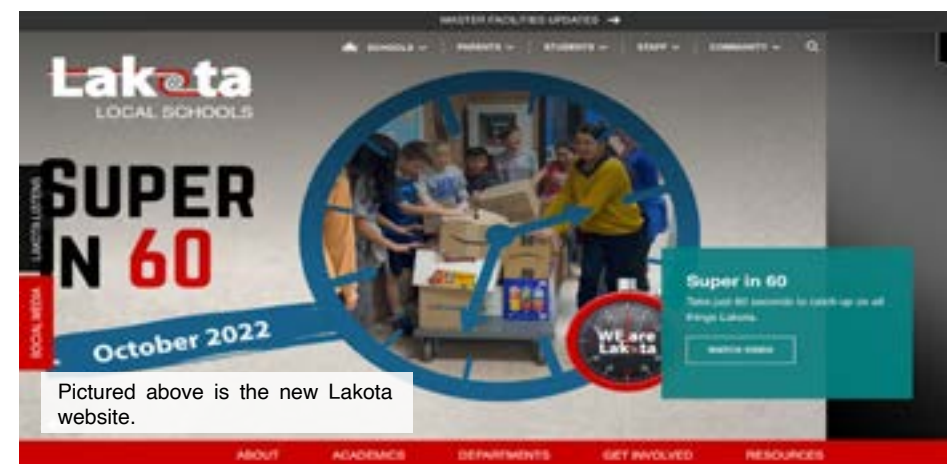 MASTER FACILITIES UPDATES
SCHOOLS
PARENTS
STUDENTS
STAFF
COMMUNITY
Lakota
LOCAL SCHOOLS
SUPER
IN 60
LAKOTA LISTENS
SOCIAL MEDIA
October 2022
WE are
Lakota
Super in 60
Take just 60 seconds to catch up on all
things Lakota.
WATCH VIDEO
Pictured above is the new Lakota
website.
ABOUT
ACADEMICS
DEPARTMENTS
GET INVOLVED
RESOURCES